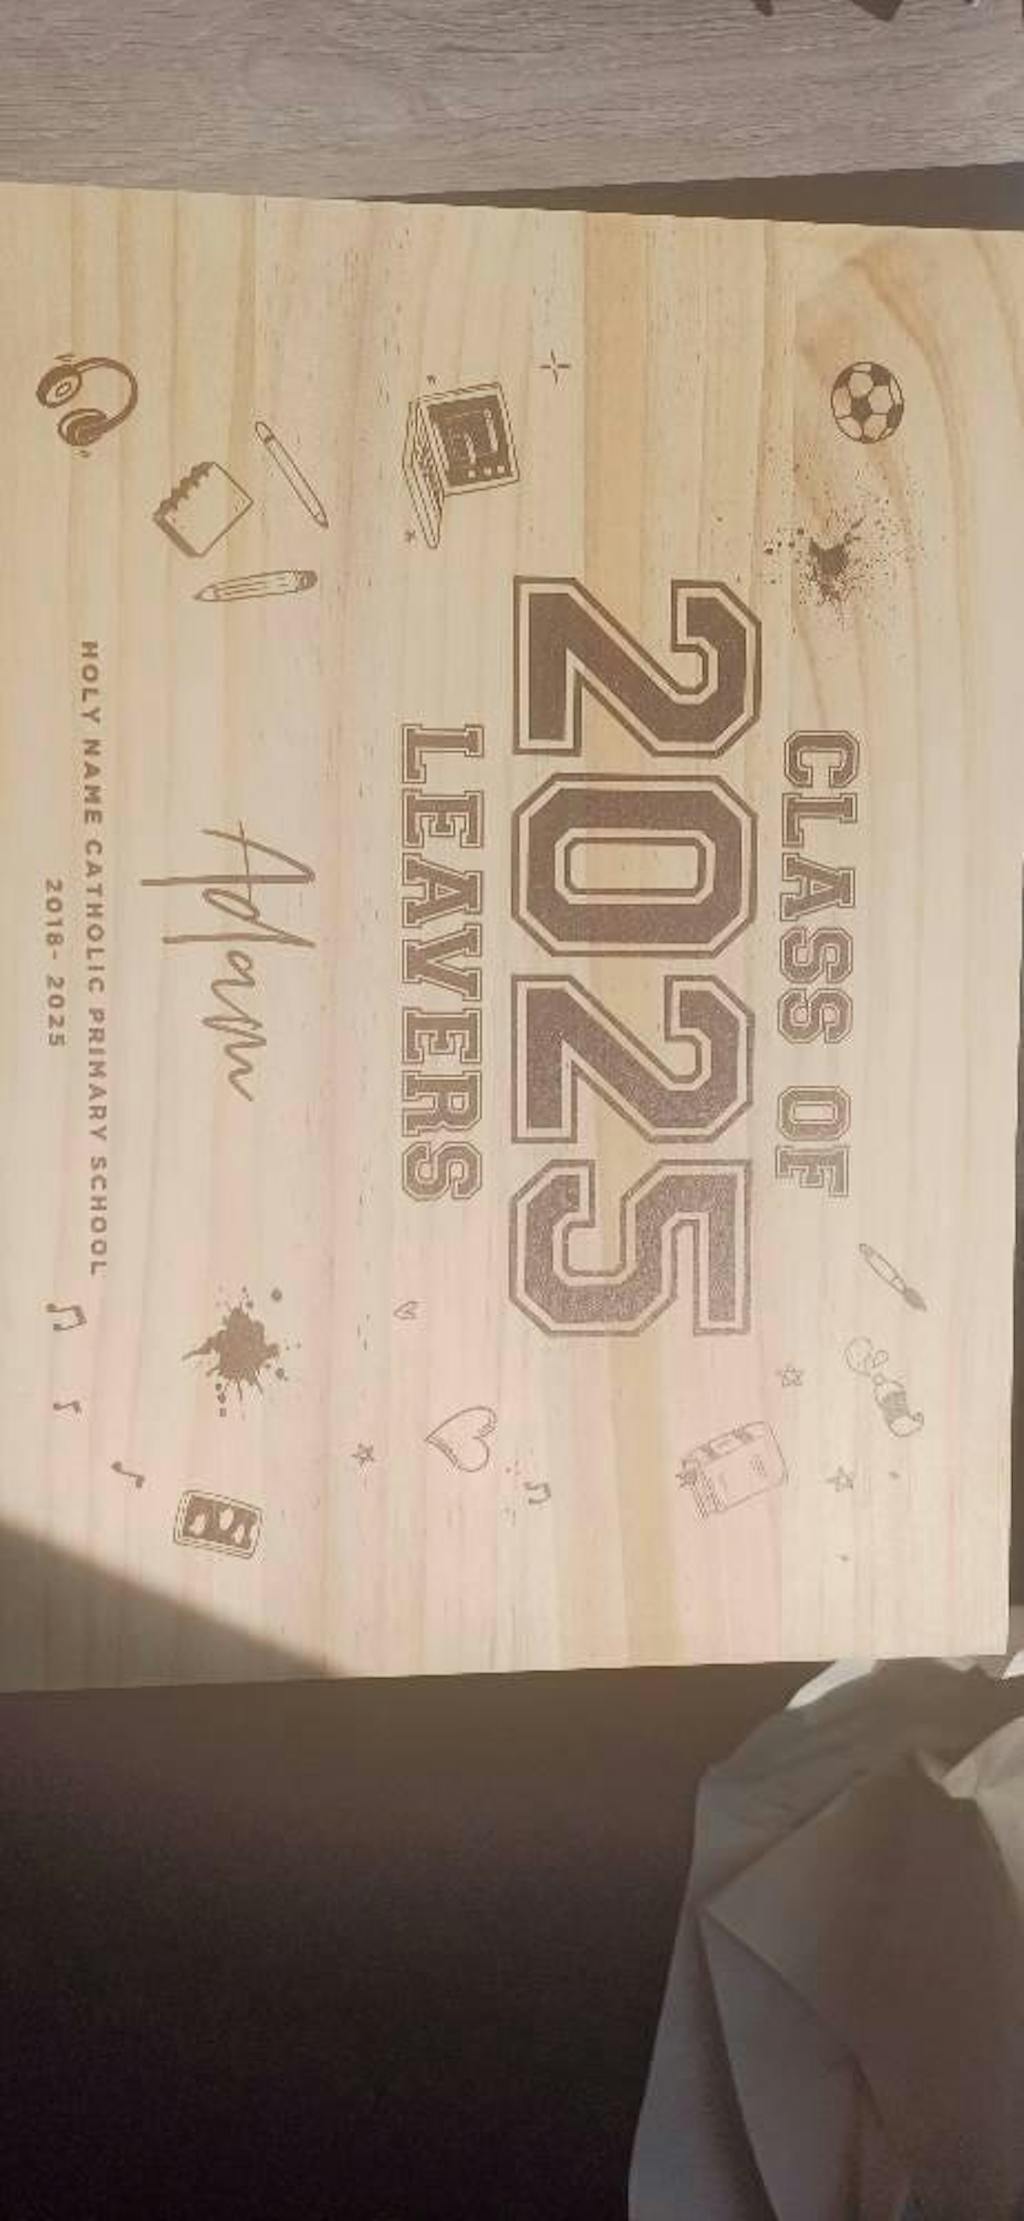 CLASS OF
2025
LEAVERS
Adam
HOLY NAME CATHOLIC PRIMARY SCHOOL
2018- 2025